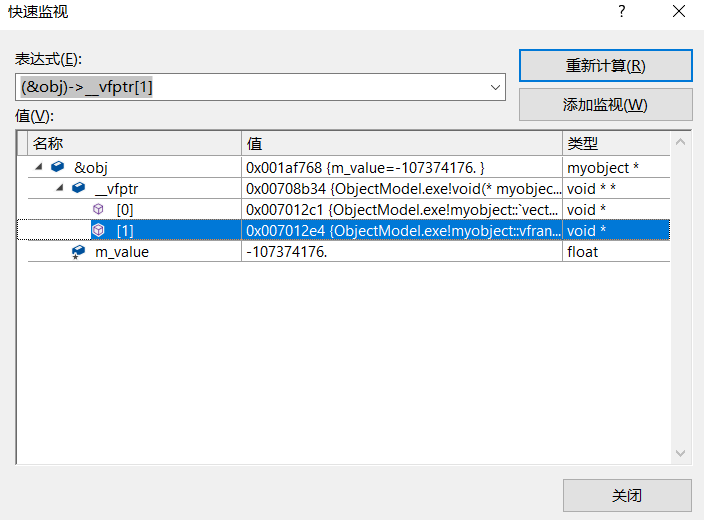 快速监视
表达式(E):
(&obj)->__vfptr[1]
重新计算(R)
添加监视(W)
值(V):
名称 值 类型
&obj 0x001af768 {m_value=-107374176. } myobject *
__vfptr 0x00708b34 {ObjectModel.exe!void(* myobjec... void * *
[0] 0x007012c1 {ObjectModel.exe!myobject::`vect... void *
[1] 0x007012e4 {ObjectModel.exe!myobject::vfran... void *
m_value -107374176. float
关闭